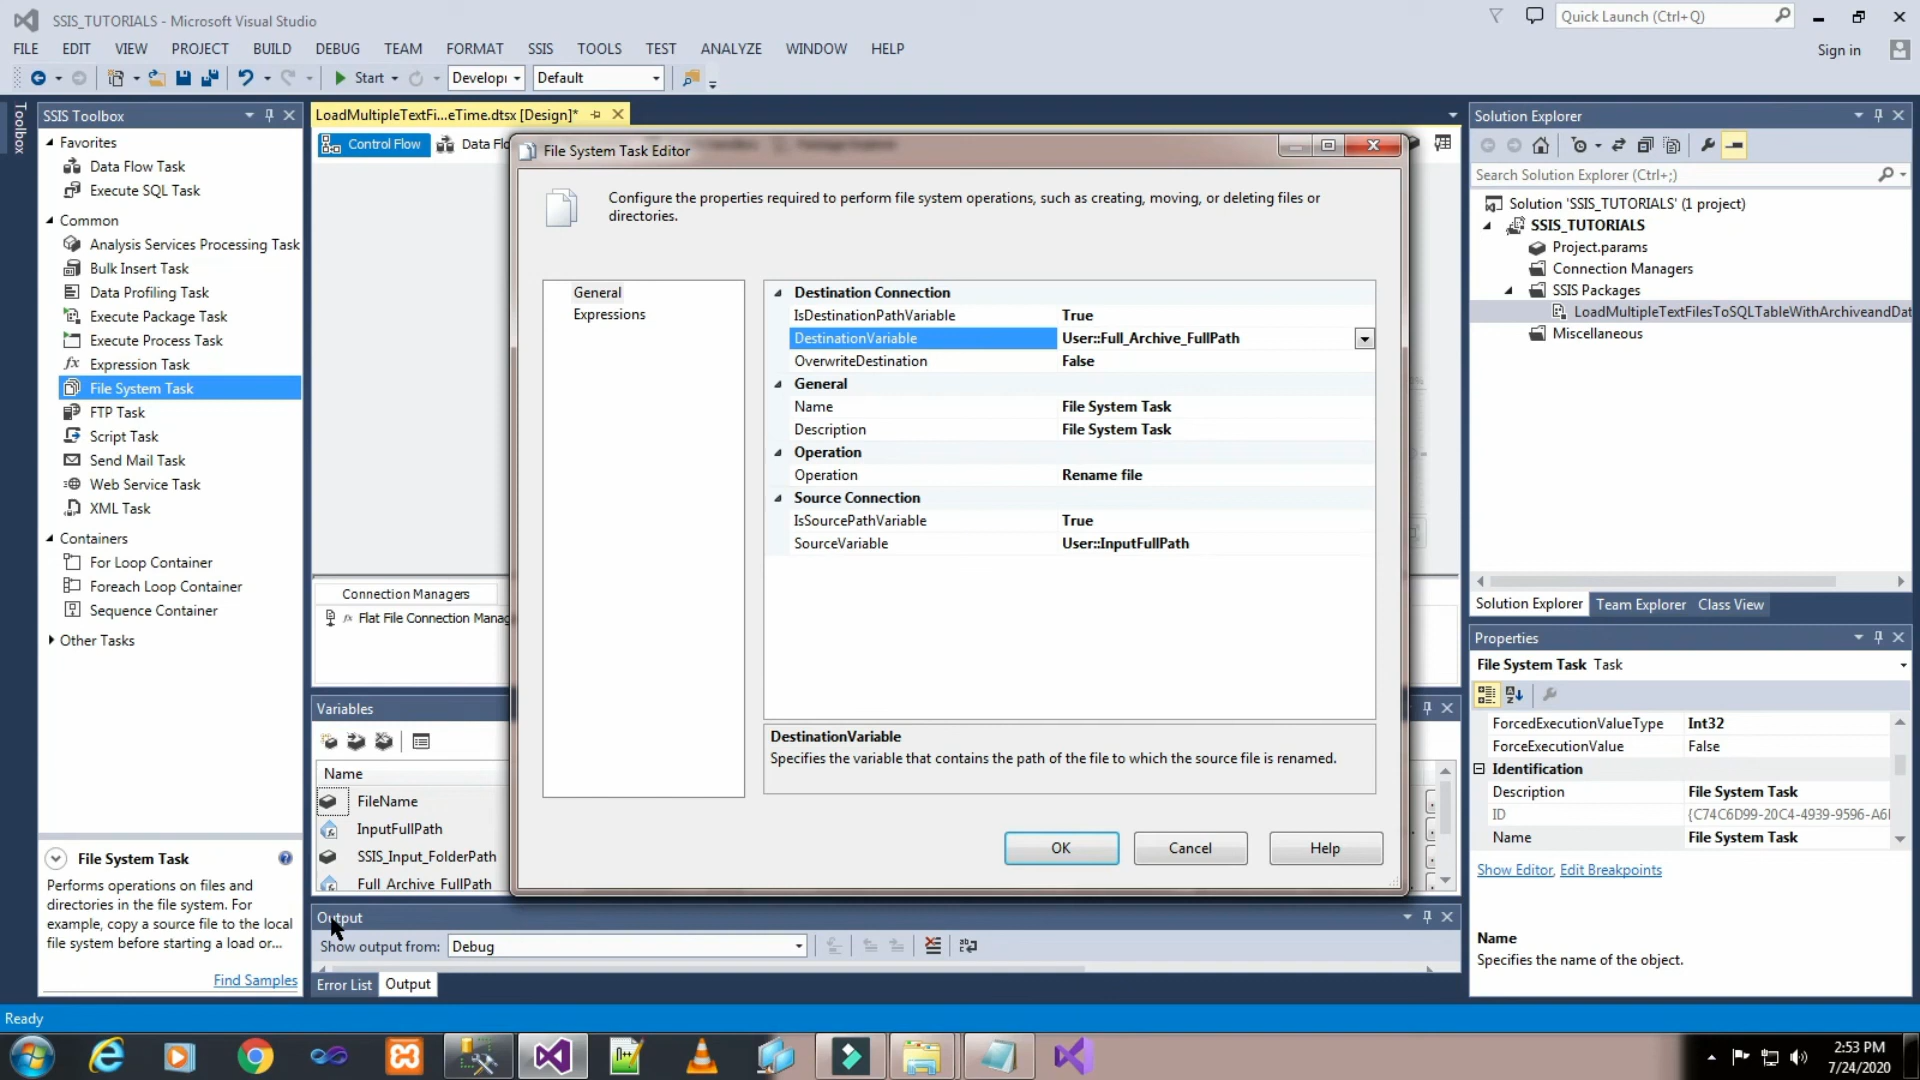 SSIS_TUTORIALS - Microsoft Visual Studio
Quick Launch (Ctrl+Q)
FILE EDIT VIEW PROJECT BUILD DEBUG TEAM FORMAT SSIS TOOLS TEST ANALYZE WINDOW HELP
Sign in
Start Developi Default
Toolbox
SSIS Toolbox
Favorites
Data Flow Task
Execute SQL Task
Common
Analysis Services Processing Task
Bulk Insert Task
Data Profiling Task
Execute Package Task
Execute Process Task
Expression Task
File System Task
FTP Task
Script Task
Send Mail Task
Web Service Task
XML Task
Containers
For Loop Container
Foreach Loop Container
Sequence Container
Other Tasks
File System Task
Performs operations on files and
directories in the file system. For
example, copy a source file to the local
file system before starting a load or...
Find Samples
LoadMultipleTextFi...eTime.dtsx [Design]*
Control Flow
Data Flo
Connection Managers
Flat File Connection Manag
Variables
Name
FileName
InputFullPath
SSIS_Input_FolderPath
Full_Archive_FullPath
Output
Show output from: Debug
Error List Output
File System Task Editor
Configure the properties required to perform file system operations, such as creating, moving, or deleting files or
directories.
General
Expressions
Destination Connection
IsDestinationPathVariable True
DestinationVariable User::Full_Archive_FullPath
OverwriteDestination False
General
Name File System Task
Description File System Task
Operation
Operation Rename file
Source Connection
IsSourcePathVariable True
SourceVariable User::InputFullPath
DestinationVariable
Specifies the variable that contains the path of the file to which the source file is renamed.
OK Cancel Help
Solution Explorer
Search Solution Explorer (Ctrl+;)
Solution 'SSIS_TUTORIALS' (1 project)
SSIS_TUTORIALS
Project.params
Connection Managers
SSIS Packages
LoadMultipleTextFilesToSQLTableWithArchiveandDat
Miscellaneous
Solution Explorer Team Explorer Class View
Properties
File System Task Task
ForcedExecutionValueType Int32
ForceExecutionValue False
Identification
Description File System Task
ID {C74C6D99-20C4-4939-9596-A6I
Name File System Task
Show Editor, Edit Breakpoints
Name
Specifies the name of the object.
Ready
2:53 PM
7/24/2020